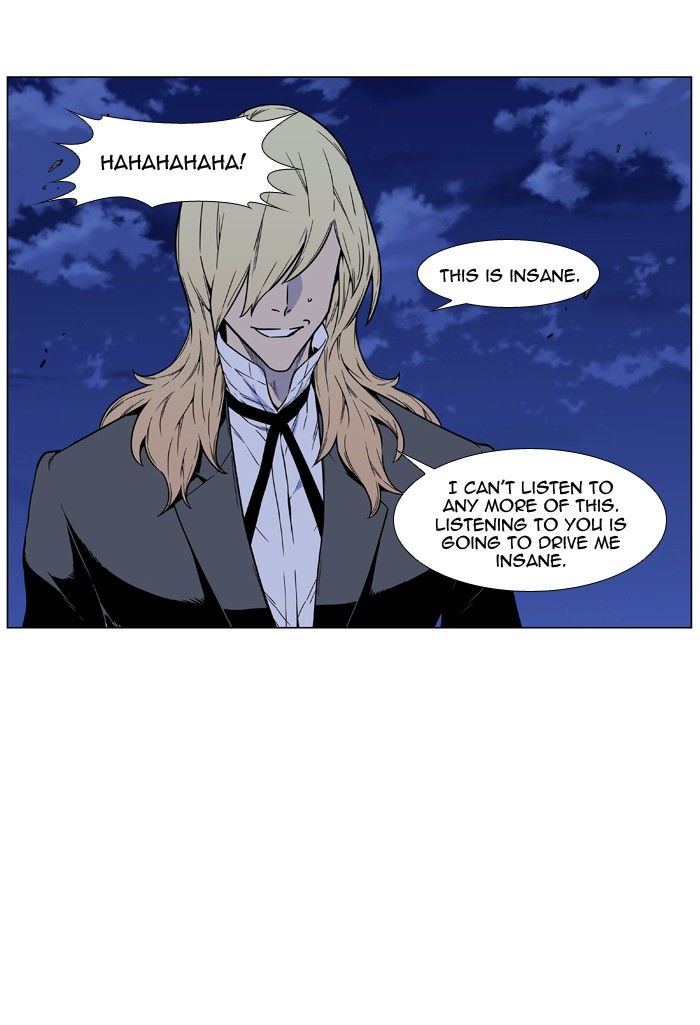 HAHAHAHAHA!
THIS IS INSANE.
I CAN'T LISTEN TO
ANY MORE OF THIS.
LISTENING TO YOU IS
GOING TO DRIVE ME
INSANE.